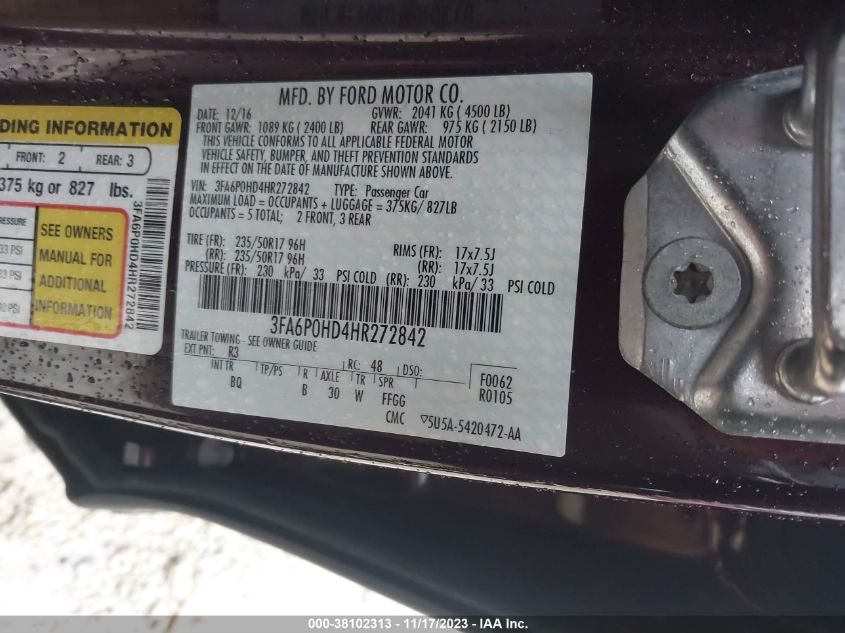 MFD. BY FORD MOTOR CO.
DATE: 12/16 GVWR: 2041 KG ( 4500 LB)
FRONT GAWR: 1089 KG ( 2400 LB) REAR GAWR: 975 KG ( 2150 LB)
THIS VEHICLE CONFORMS TO ALL APPLICABLE FEDERAL MOTOR
VEHICLE SAFETY, BUMPER, AND THEFT PREVENTION STANDARDS
IN EFFECT ON THE DATE OF MANUFACTURE SHOWN ABOVE.
VIN: 3FA6P0HD4HR272842 TYPE: Passenger Car
MAXIMUM LOAD = OCCUPANTS + LUGGAGE = 375KG/ 827LB
OCCUPANTS = 5 TOTAL; 2 FRONT, 3 REAR
TIRE (FR): 235/50R17 96H RIMS (FR): 17x7.5J
(RR): 235/50R17 96H (RR): 17x7.5J
PRESSURE (FR): 230 kPa/ 33 PSI COLD (RR): 230 kPa/33 PSI COLD
3FA6P0HD4HR272842
TRAILER TOWING - SEE OWNER GUIDE
EXT PNT: R3 RC: 48 DSO:
INT TR TP/PS R AXLE TR SPR
BQ B 30 W FFGG
F0062
R0105
CMC ▽5U5A-5420472-AA
DING INFORMATION
FRONT: 2 REAR: 3
375 kg or 827 lbs.
PRESSURE
33 PSI
33 PSI
SEE OWNERS
MANUAL FOR
ADDITIONAL
INFORMATION
3FA6P0HD4HR272842
000-38102313 - 11/17/2023 - IAA